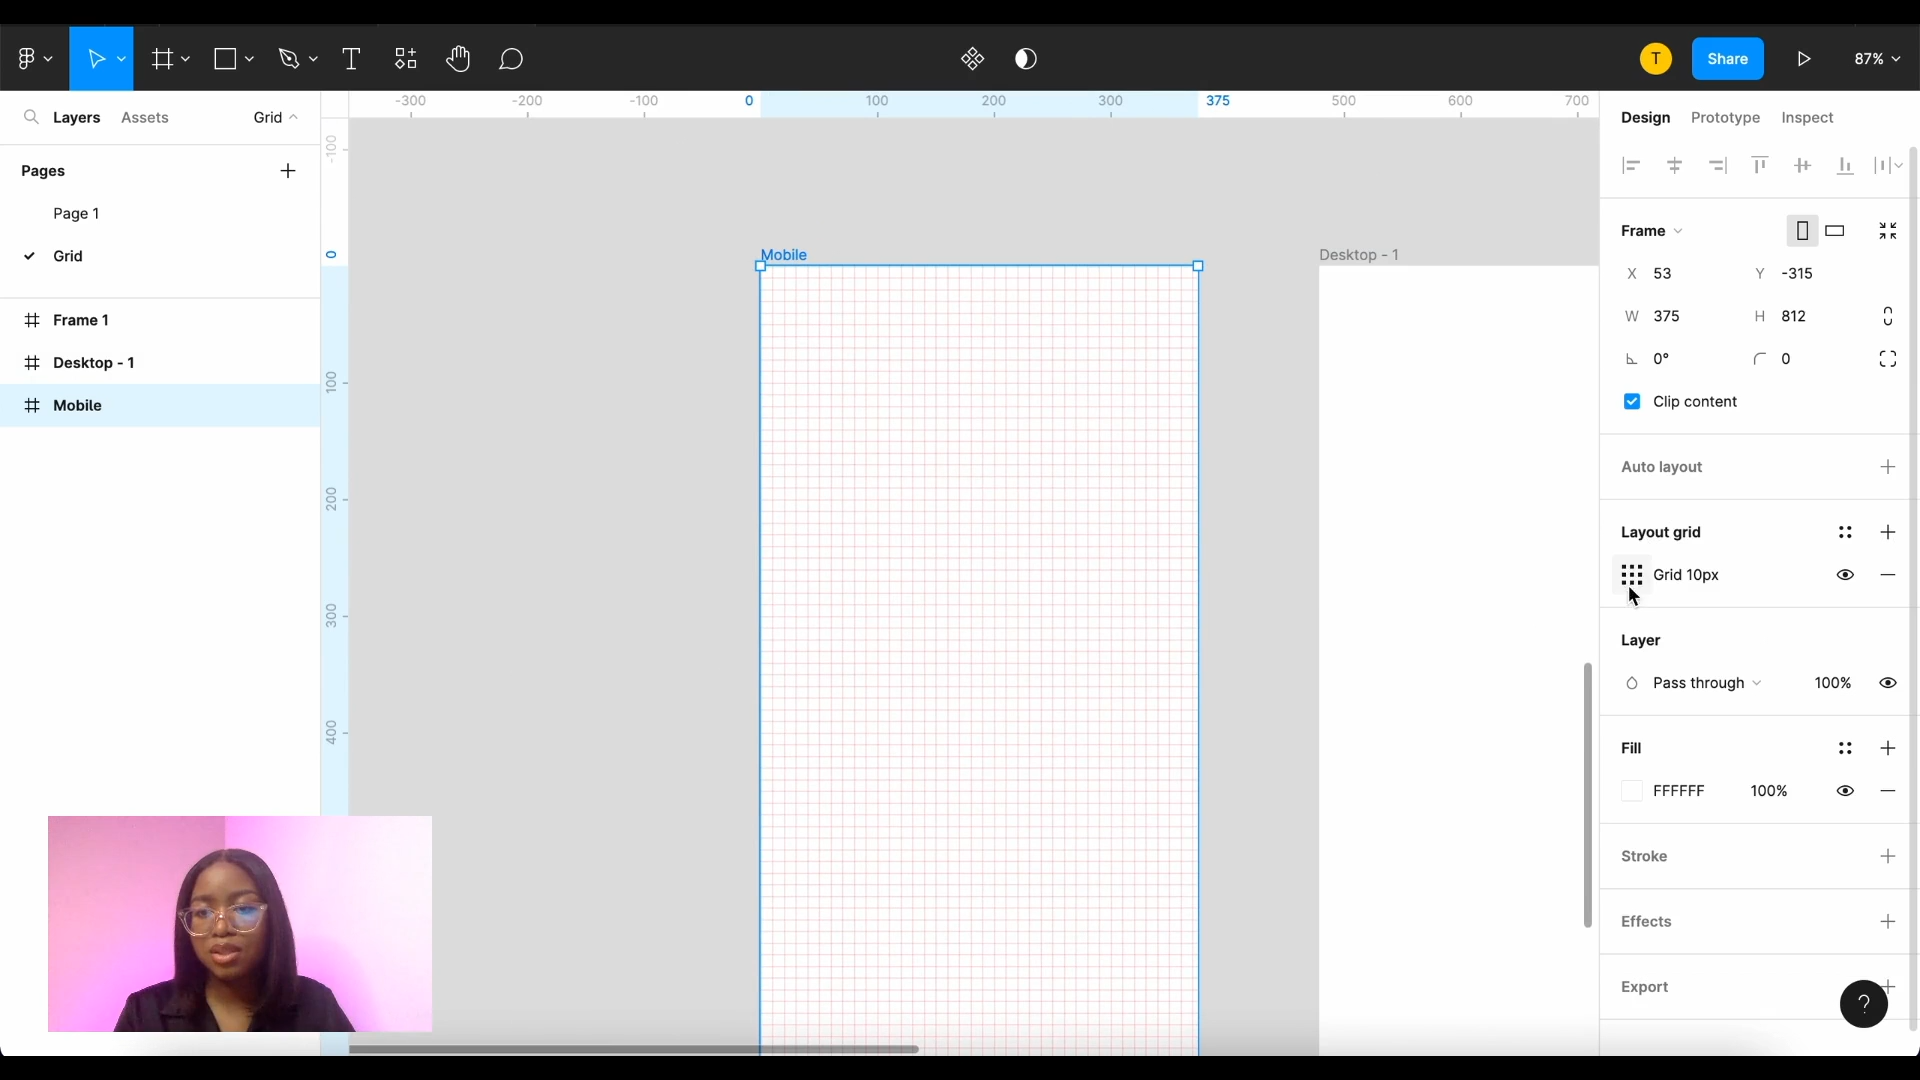 T
Share
87%
Layers
Assets
Grid
-300
-200
-100
0
100
200
300
375
500
600
700
Design
Prototype
Inspect
Pages
Page 1
Grid
Frame 1
Desktop - 1
Mobile
-100
0
100
200
300
400
Mobile
Desktop - 1
Frame
X 53
Y -315
W 375
H 812
0°
0
Clip content
Auto layout
Layout grid
Grid 10px
Layer
Pass through
100%
Fill
FFFFFF
100%
Stroke
Effects
Export
?